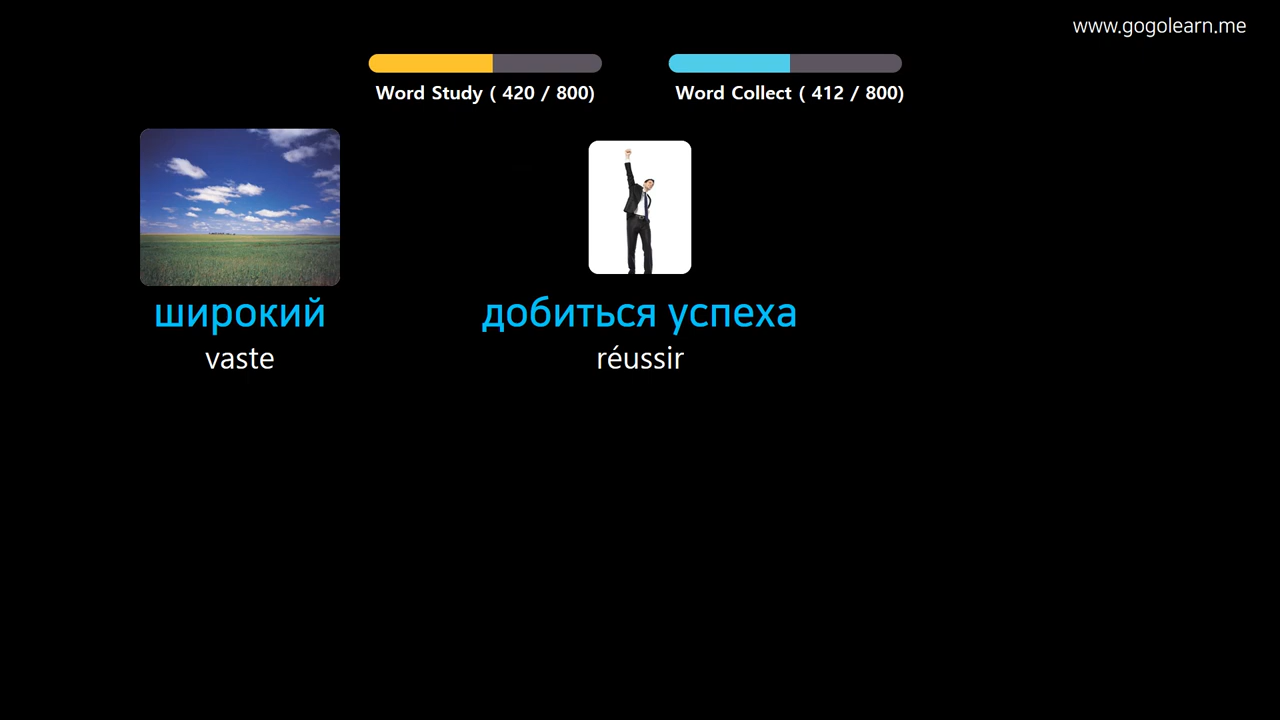 www.gogolearn.me
Word Study ( 420 / 800)
Word Collect ( 412 / 800)
широкий
vaste
добиться успеха
réussir